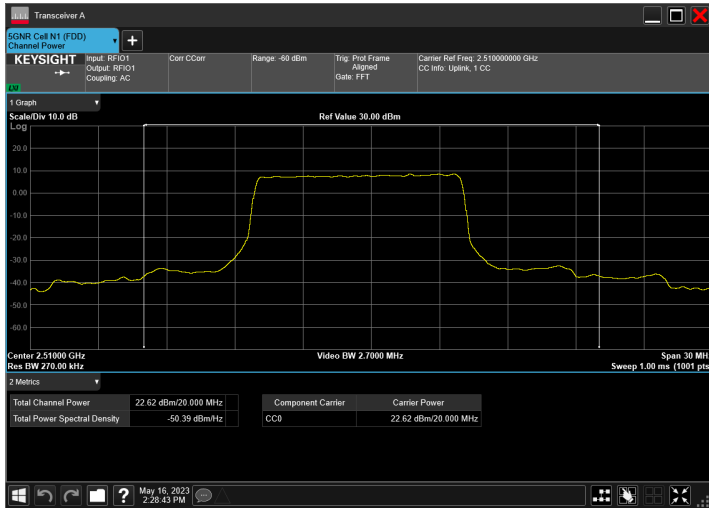 Transceiver A
5GNR Cell N1 (FDD)
Channel Power
KEYSIGHT
Input: RFIO1
Output: RFIO1
Coupling: AC
Corr CCorr
Range: -60 dBm
Trig: Prot Frame
Aligned
Gate: FFT
Carrier Ref Freq: 2.510000000 GHz
CC Info: Uplink, 1 CC
LXI
1 Graph
Scale/Div 10.0 dB
Ref Value 30.00 dBm
Log
20.0
10.0
0.00
-10.0
-20.0
-30.0
-40.0
-50.0
-60.0
Center 2.51000 GHz
Video BW 2.7000 MHz
Span 30 MH
Res BW 270.00 kHz
Sweep 1.00 ms (1001 pts
2 Metrics
Total Channel Power 22.62 dBm/20.000 MHz
Total Power Spectral Density -50.39 dBm/Hz
Component Carrier Carrier Power
CC0 22.62 dBm/20.000 MHz
?
May 16, 2023
2:28:43 PM